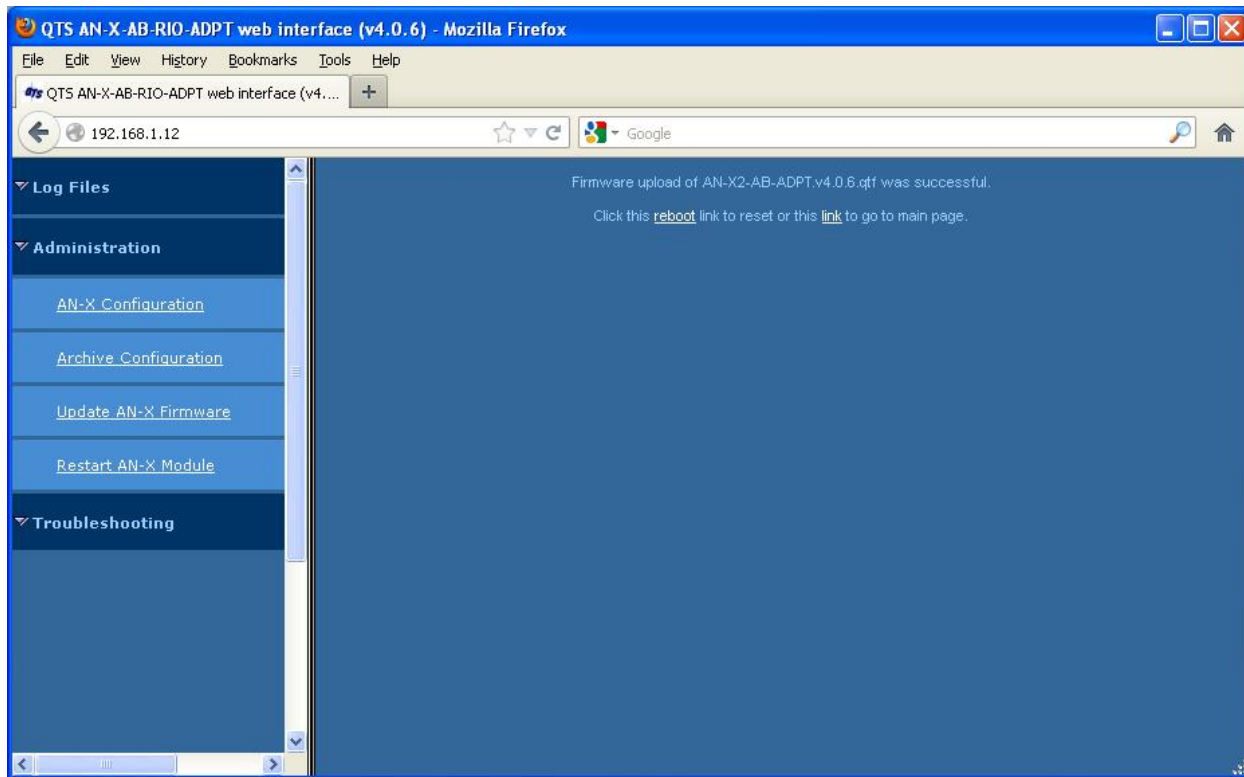 QTS AN-X-AB-RIO-ADPT web interface (v4.0.6) - Mozilla Firefox
File Edit View History Bookmarks Tools Help
QTS QTS AN-X-AB-RIO-ADPT web interface (v4.... +
192.168.1.12 Google
Log Files
Administration
AN-X Configuration
Archive Configuration
Update AN-X Firmware
Restart AN-X Module
Troubleshooting
Firmware upload of AN-X2-AB-ADPT.v4.0.6.qtf was successful.
Click this reboot link to reset or this link to go to main page.